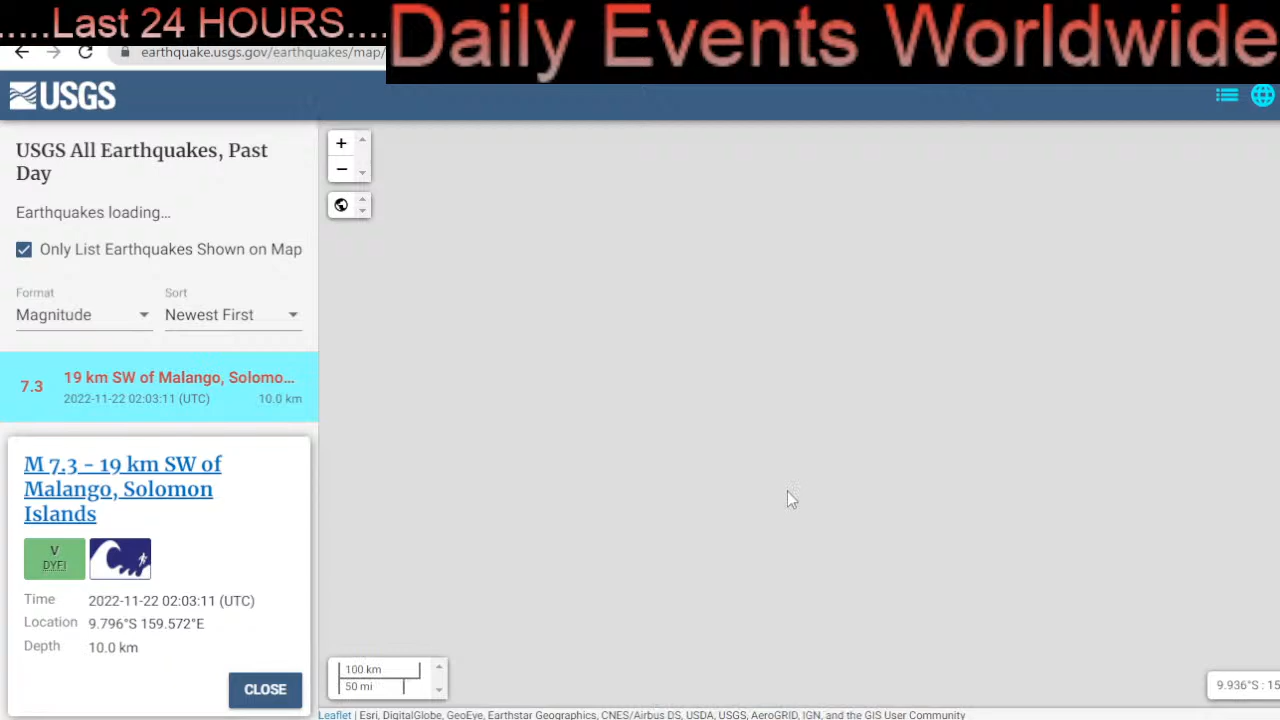 .....Last 24 HOURS....
Daily Events Worldwide
earthquake.usgs.gov/earthquakes/map/
USGS
USGS All Earthquakes, Past
Day
Earthquakes loading...
Only List Earthquakes Shown on Map
Format
Sort
Magnitude
Newest First
7.3
19 km SW of Malango, Solomo...
2022-11-22 02:03:11 (UTC)
10.0 km
M 7.3 - 19 km SW of
Malango, Solomon
Islands
V
DYFI
Time
2022-11-22 02:03:11 (UTC)
Location
9.796°S 159.572°E
Depth
10.0 km
CLOSE
+
−
100 km
50 mi
9.936°S : 15
Leaflet | Esri, DigitalGlobe, GeoEye, Earthstar Geographics, CNES/Airbus DS, USDA, USGS, AeroGRID, IGN, and the GIS User Community